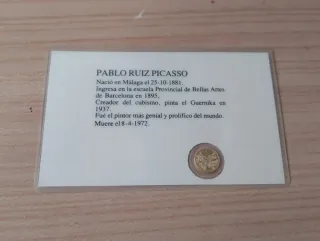 PABLO RUIZ PICASSO
Nació en Málaga el 25-10-1881.
Ingresa en la escuela Provincial de Bellas Artes
de Barcelona en 1895.
Creador del cubismo, pinta el Guernika en
1937.
Fué el pintor mas genial y prolífico del mundo.
Muere el 8-4-1972.